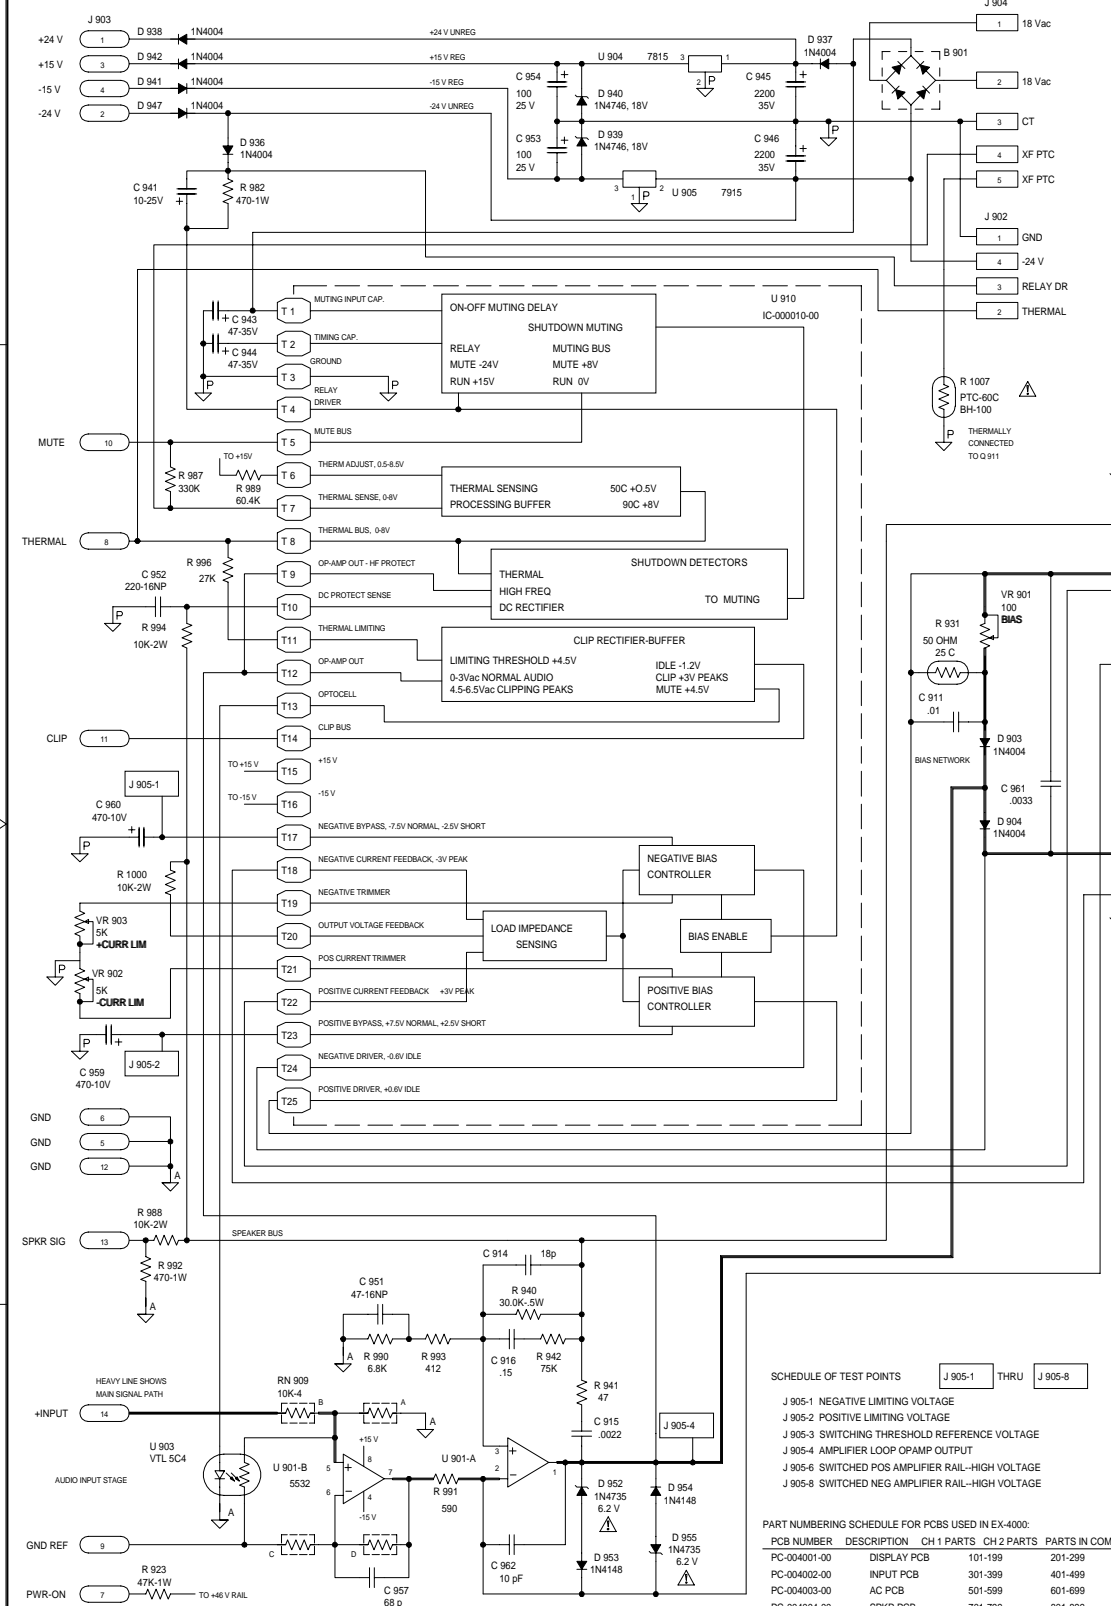 J 903
J 904
+24 V
1
D 938
1N4004
+24 V UNREG
+15 V
3
D 942
1N4004
+15 V REG
-15 V
4
D 941
1N4004
-15 V REG
-24 V
2
D 947
1N4004
-24 V UNREG
U 904
7815
3
1
2
P
D 937
1N4004
B 901
1
18 Vac
2
18 Vac
3
CT
4
XF PTC
5
XF PTC
C 954
100
25 V
D 940
1N4746, 18V
C 945
2200
35V
C 953
100
25 V
D 939
1N4746, 18V
C 946
2200
35V
P
3
2
1
P
U 905
7915
D 936
1N4004
C 941
10-25V
R 982
470-1W
J 902
1
GND
4
-24 V
3
RELAY DR
2
THERMAL
U 910
IC-000010-00
C 943
47-35V
C 944
47-35V
P
P
T 1
MUTING INPUT CAP.
T 2
TIMING CAP.
T 3
GROUND
T 4
RELAY
DRIVER
T 5
MUTE BUS
T 6
THERM ADJUST, 0.5-8.5V
T 7
THERMAL SENSE, 0-8V
T 8
THERMAL BUS, 0-8V
T 9
OP-AMP OUT - HF PROTECT
T10
DC PROTECT SENSE
T11
THERMAL LIMITING
T12
OP-AMP OUT
T13
OPTOCELL
T14
CLIP BUS
T15
+15 V
TO +15 V
T16
-15 V
TO -15 V
T17
NEGATIVE BYPASS, -7.5V NORMAL, -2.5V SHORT
T18
NEGATIVE CURRENT FEEDBACK, -3V PEAK
T19
NEGATIVE TRIMMER
T20
OUTPUT VOLTAGE FEEDBACK
T21
POS CURRENT TRIMMER
T22
POSITIVE CURRENT FEEDBACK +3V PEAK
T23
POSITIVE BYPASS, +7.5V NORMAL, +2.5V SHORT
T24
NEGATIVE DRIVER, -0.6V IDLE
T25
POSITIVE DRIVER, +0.6V IDLE
ON-OFF MUTING DELAY
SHUTDOWN MUTING
RELAY MUTING BUS
MUTE -24V MUTE +8V
RUN +15V RUN 0V
R 1007
PTC-60C
BH-100
P
THERMALLY
CONNECTED
TO Q 911
MUTE
10
R 987
330K
TO +15V
R 989
60.4K
THERMAL SENSING 50C +O.5V
PROCESSING BUFFER 90C +8V
THERMAL
8
R 996
27K
C 952
220-16NP
P
R 994
10K-2W
SHUTDOWN DETECTORS
THERMAL
HIGH FREQ
TO MUTING
DC RECTIFIER
CLIP RECTIFIER-BUFFER
LIMITING THRESHOLD +4.5V
0-3Vac NORMAL AUDIO
4.5-6.5Vac CLIPPING PEAKS
IDLE -1.2V
CLIP +3V PEAKS
MUTE +4.5V
VR 901
100
BIAS
R 931
50 OHM
25 C
C 911
.01
D 903
1N4004
BIAS NETWORK
C 961
.0033
D 904
1N4004
CLIP
11
J 905-1
C 960
470-10V
P
R 1000
10K-2W
VR 903
5K
+CURR LIM
P
VR 902
5K
-CURR LIM
P
J 905-2
C 959
470-10V
NEGATIVE BIAS
CONTROLLER
LOAD IMPEDANCE
SENSING
BIAS ENABLE
POSITIVE BIAS
CONTROLLER
GND
6
GND
5
GND
12
A
SPKR SIG
13
R 988
10K-2W
SPEAKER BUS
R 992
470-1W
A
C 914
18p
R 940
30.0K-.5W
C 951
47-16NP
A
R 990
6.8K
R 993
412
C 916
.15
R 942
75K
R 941
47
C 915
.0022
HEAVY LINE SHOWS
MAIN SIGNAL PATH
RN 909
10K-4
B
A
A
+INPUT
14
U 903
VTL 5C4
AUDIO INPUT STAGE
A
U 901-B
5532
+15 V
8
5
6
7
4
-15 V
U 901-A
R 991
590
3
2
1
J 905-4
D 952
1N4735
6.2 V
D 954
1N4148
D 953
1N4148
D 955
1N4735
6.2 V
GND REF
9
C
D
C 957
68 p
C 962
10 pF
PWR-ON
7
R 923
47K-1W
TO +46 V RAIL
SCHEDULE OF TEST POINTS J 905-1 THRU J 905-8
J 905-1 NEGATIVE LIMITING VOLTAGE
J 905-2 POSITIVE LIMITING VOLTAGE
J 905-3 SWITCHING THRESHOLD REFERENCE VOLTAGE
J 905-4 AMPLIFIER LOOP OPAMP OUTPUT
J 905-6 SWITCHED POS AMPLIFIER RAIL--HIGH VOLTAGE
J 905-8 SWITCHED NEG AMPLIFIER RAIL--HIGH VOLTAGE
PART NUMBERING SCHEDULE FOR PCBS USED IN EX-4000:
PCB NUMBER DESCRIPTION CH 1 PARTS CH 2 PARTS PARTS IN COM
PC-004001-00 DISPLAY PCB 101-199 201-299
PC-004002-00 INPUT PCB 301-399 401-499
PC-004003-00 AC PCB 501-599 601-699